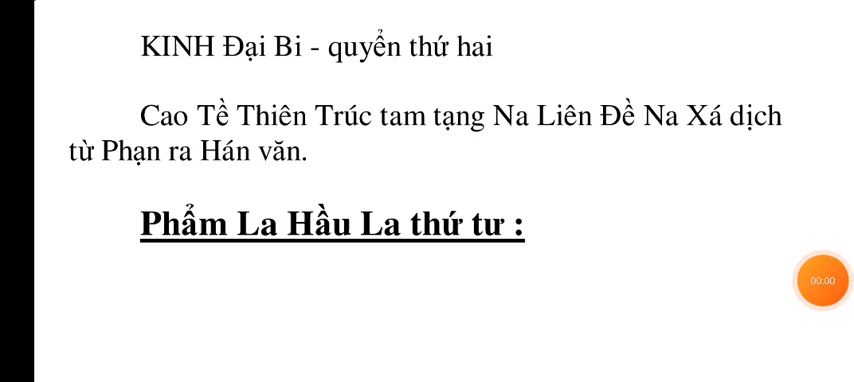 KINH Đại Bi - quyển thứ hai
Cao Tề Thiên Trúc tam tạng Na Liên Đề Na Xá dịch
từ Phạn ra Hán văn.
Phẩm La Hầu La thứ tư :
00:00